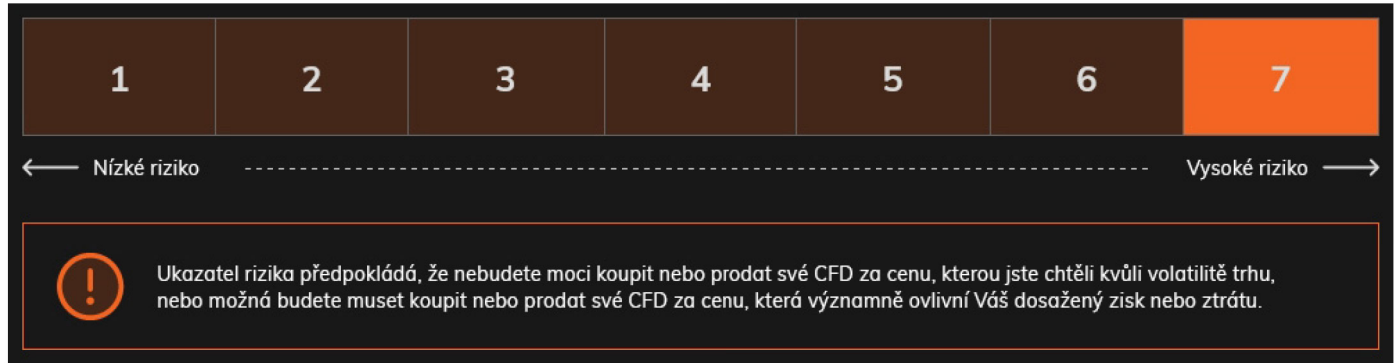 1 2 3 4 5 6 7
Nízké riziko Vysoké riziko
Ukazatel rizika předpokládá, že nebudete moci koupit nebo prodat své CFD za cenu, kterou jste chtěli kvůli volatilitě trhu,
nebo možná budete muset koupit nebo prodat své CFD za cenu, která významně ovlivní Váš dosažený zisk nebo ztrátu.